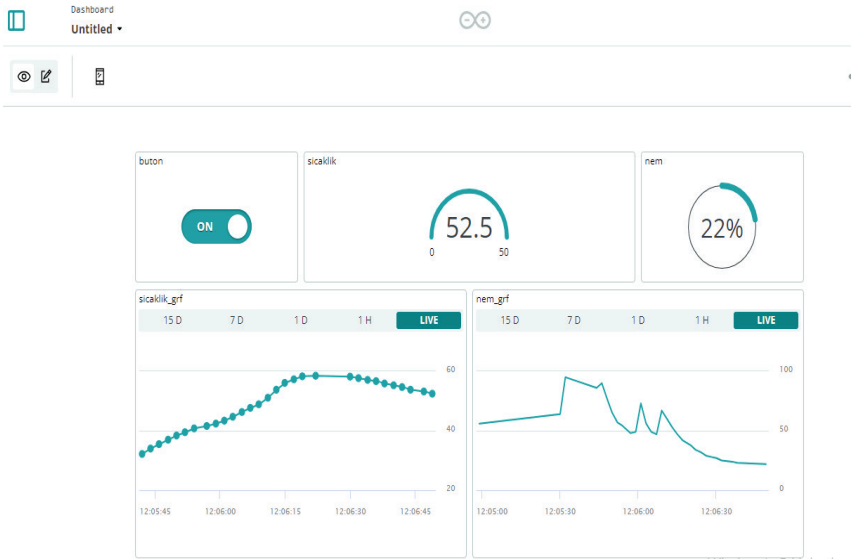 Dashboard
Untitled
buton
ON
sicaklik
52.5
0 50
nem
22%
sicaklik_grf
15 D 7 D 1 D 1 H LIVE
60
40
20
12:05:45 12:06:00 12:06:15 12:06:30 12:06:45
nem_grf
15 D 7 D 1 D 1 H LIVE
100
50
0
12:05:00 12:05:30 12:06:00 12:06:30